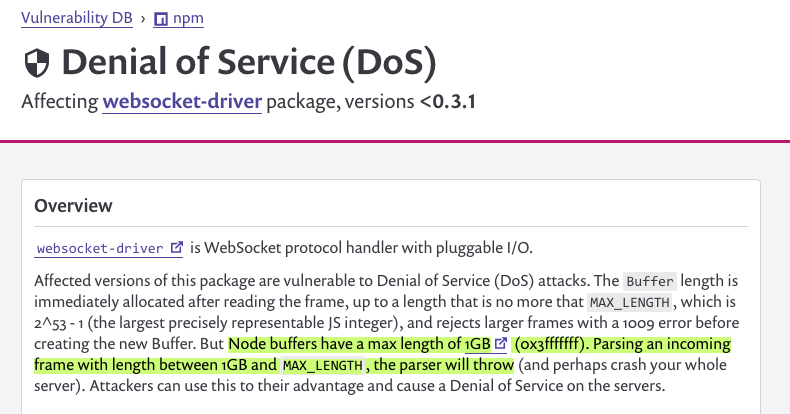 Vulnerability DB › npm
Denial of Service (DoS)
Affecting websocket-driver package, versions <0.3.1
Overview
websocket-driver is WebSocket protocol handler with pluggable I/O.
Affected versions of this package are vulnerable to Denial of Service (DoS) attacks. The Buffer length is
immediately allocated after reading the frame, up to a length that is no more that MAX_LENGTH, which is
2^53 - 1 (the largest precisely representable JS integer), and rejects larger frames with a 1009 error before
creating the new Buffer. But Node buffers have a max length of 1GB (0x3fffffff). Parsing an incoming
frame with length between 1GB and MAX_LENGTH, the parser will throw (and perhaps crash your whole
server). Attackers can use this to their advantage and cause a Denial of Service on the servers.